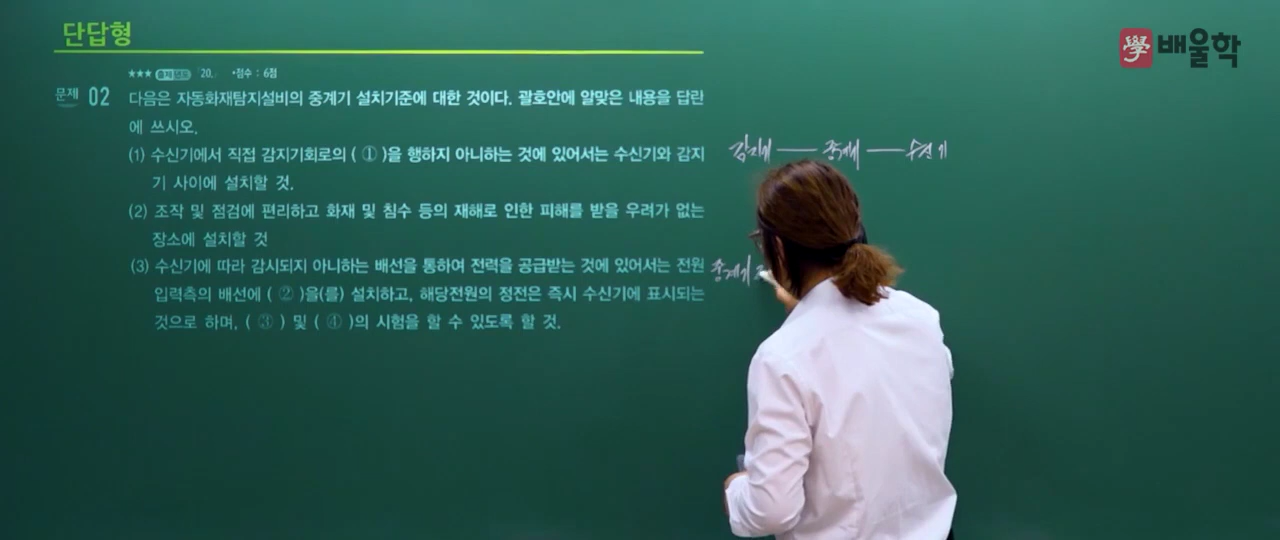 단답형
學 배울학
★★★ 출제년도 20.. •점수 : 6점
문제 02 다음은 자동화재탐지설비의 중계기 설치기준에 대한 것이다. 괄호안에 알맞은 내용을 답란
에 쓰시오.
(1) 수신기에서 직접 감지기회로의 ( ① )을 행하지 아니하는 것에 있어서는 수신기와 감지
기 사이에 설치할 것.
(2) 조작 및 점검에 편리하고 화재 및 침수 등의 재해로 인한 피해를 받을 우려가 없는
장소에 설치할 것
(3) 수신기에 따라 감시되지 아니하는 배선을 통하여 전력을 공급받는 것에 있어서는 전원
입력측의 배선에 ( ② )을(를) 설치하고, 해당전원의 정전은 즉시 수신기에 표시되는
것으로 하며, ( ③ ) 및 ( ④ )의 시험을 할 수 있도록 할 것.
감지기 — 중계 — 수신기
중계기